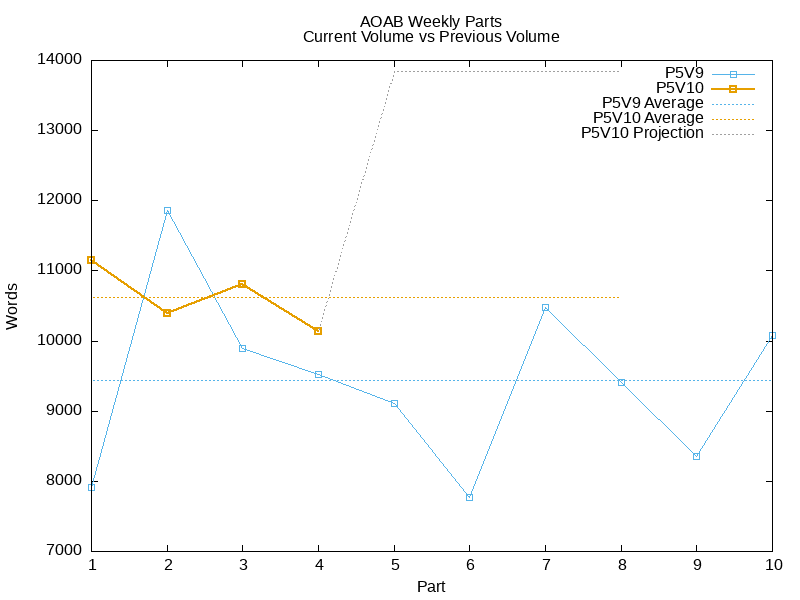 AOAB Weekly Parts
Current Volume vs Previous Volume
14000
13000
12000
11000
10000
9000
8000
7000
Words
P5V9
P5V10
P5V9 Average
P5V10 Average
P5V10 Projection
1 2 3 4 5 6 7 8 9 10
Part